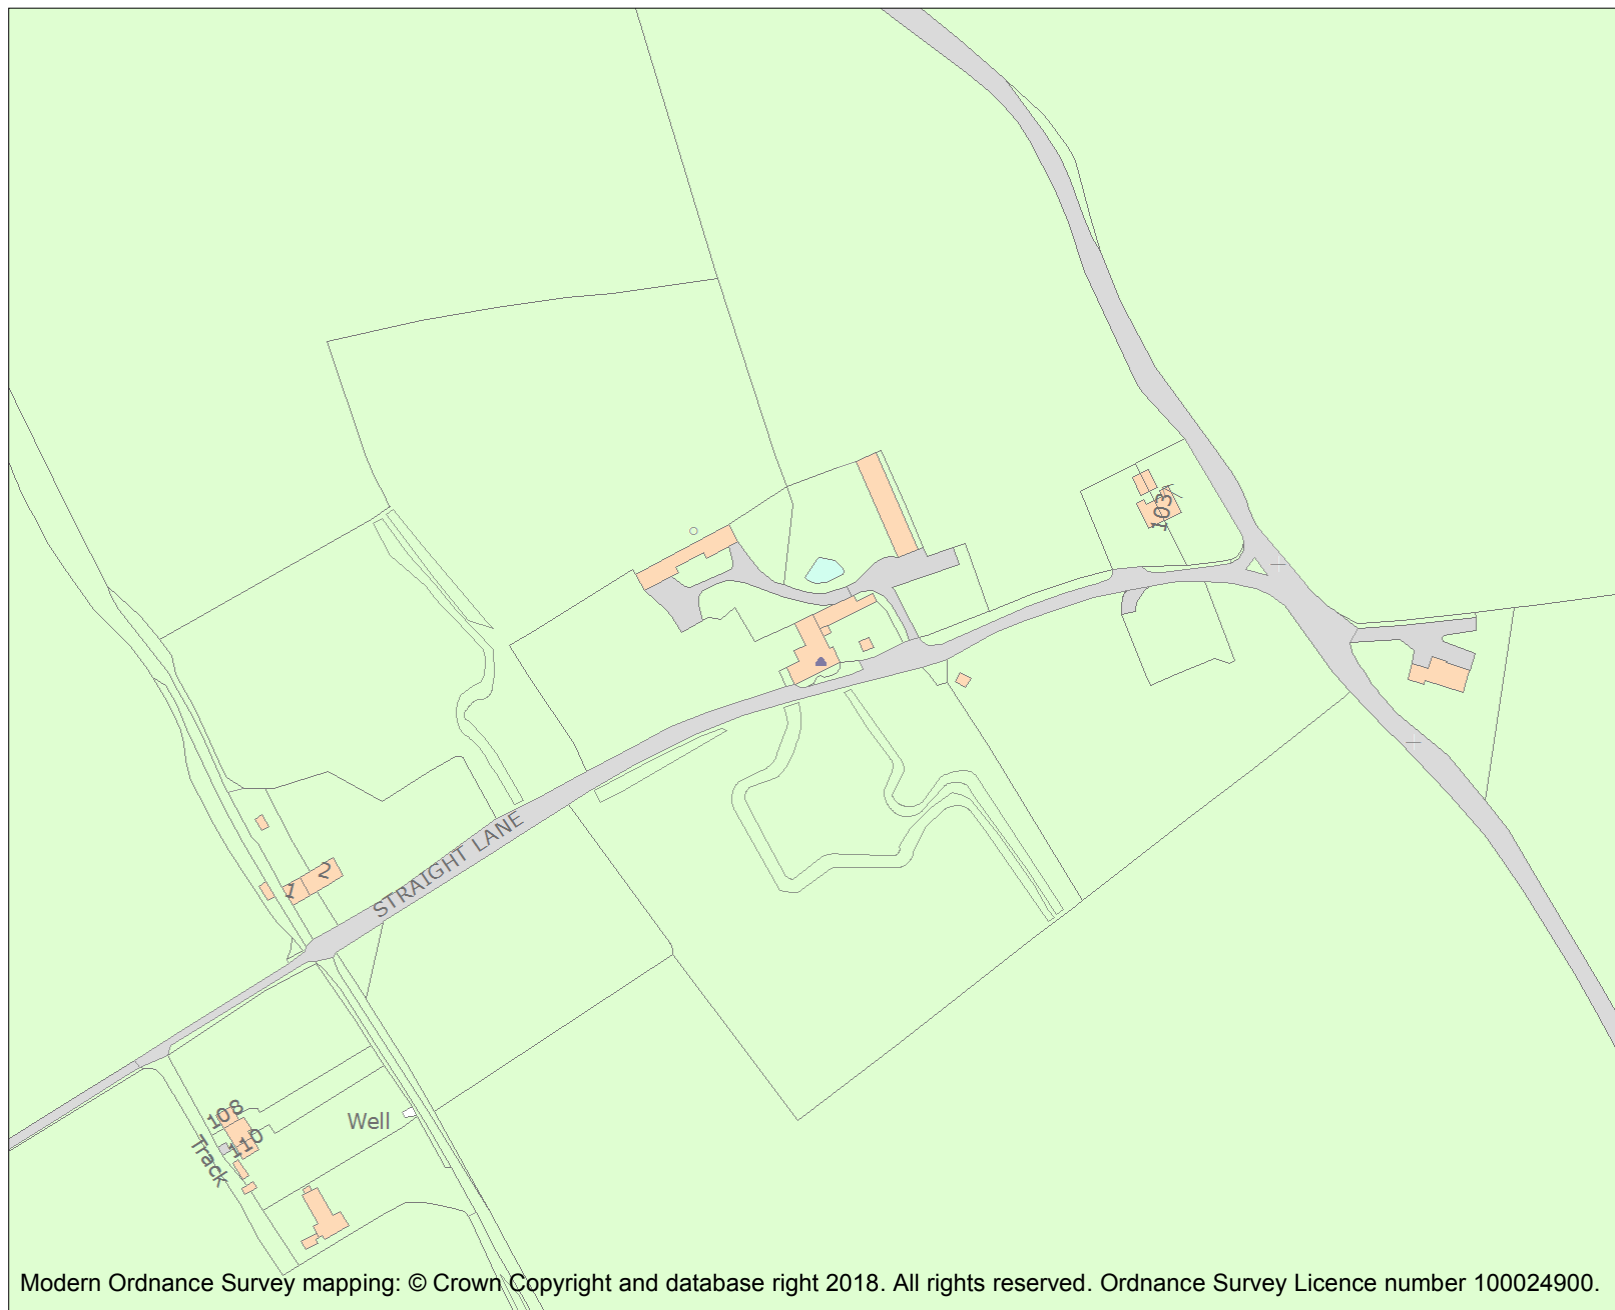 103
2
1
STRAIGHT LANE
108
110
Well
Track
Modern Ordnance Survey mapping: © Crown Copyright and database right 2018. All rights reserved. Ordnance Survey Licence number 100024900.